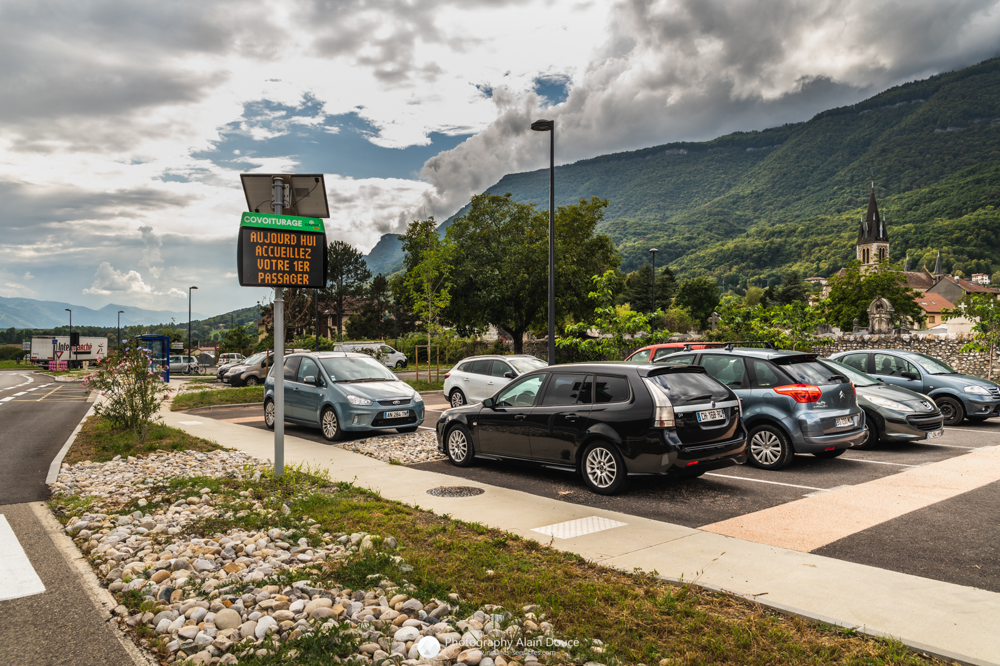 COVOITURAGE covoit
AUJOURD HUI
ACCUEILLEZ
VOTRE 1ER
PASSAGER
Intermarché
AN 284 TN
CH 168 RD
Photography Alain Douce
www.instants-sensibles.com